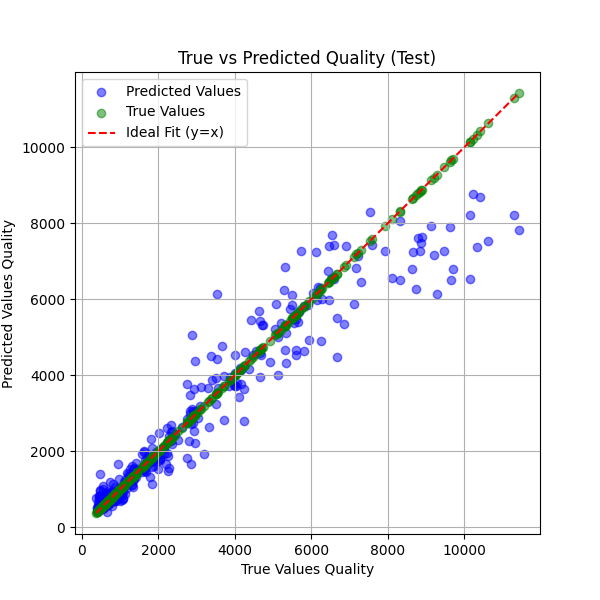 True vs Predicted Quality (Test)
Predicted Values
True Values
Ideal Fit (y=x)
Predicted Values Quality
10000
8000
6000
4000
2000
0
0 2000 4000 6000 8000 10000
True Values Quality